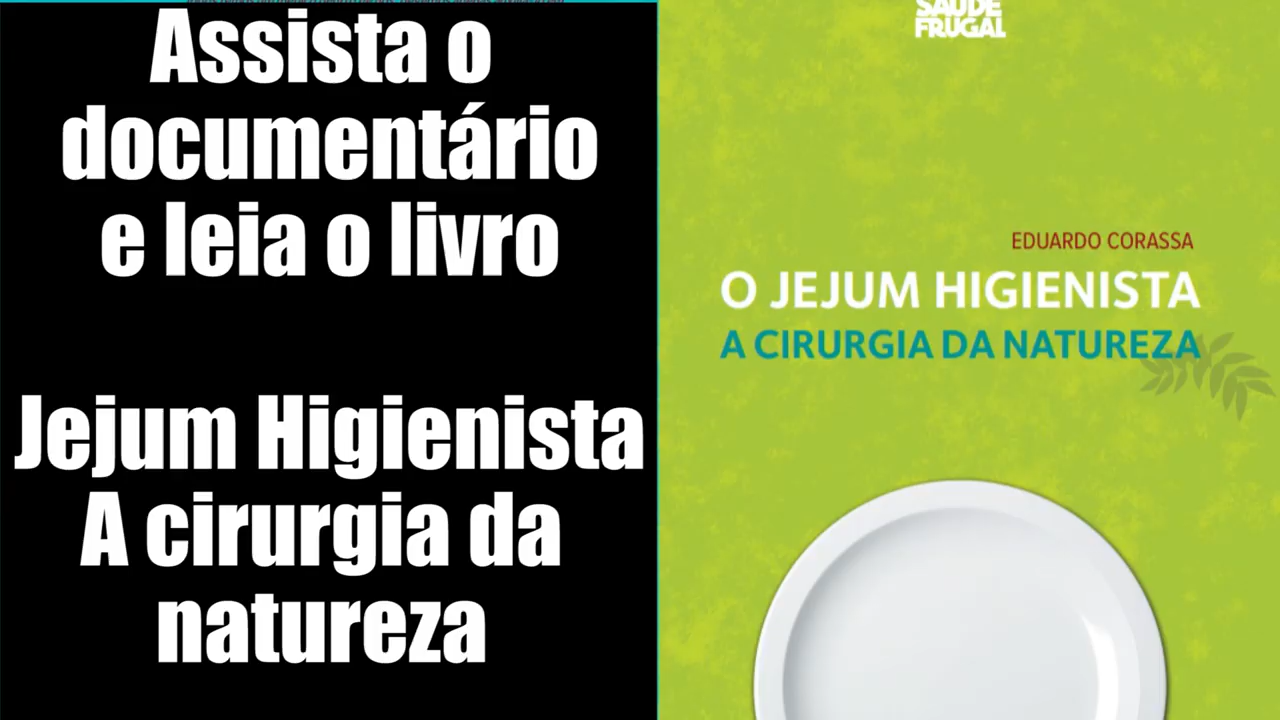 Assista o
documentário
e leia o livro
Jejum Higienista
A cirurgia da
natureza
SAÚDE
FRUGAL
EDUARDO CORASSA
O JEJUM HIGIENISTA
A CIRURGIA DA NATUREZA